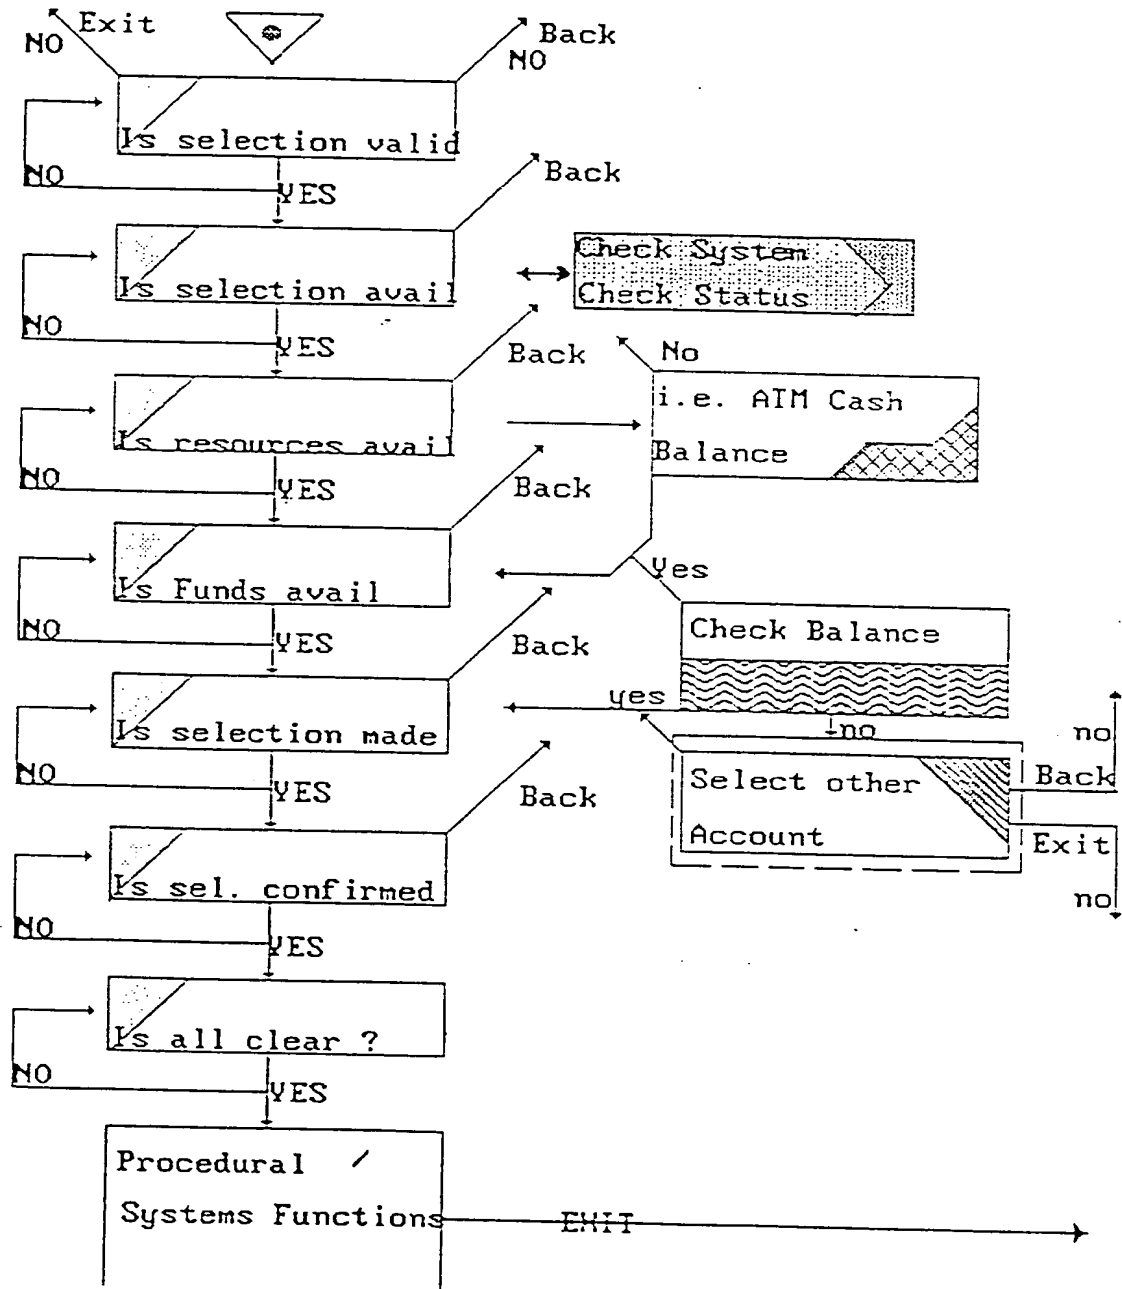 Exit
NO
Back
NO
Is selection valid
NO
YES
Back
Is selection avail
Check System
Check Status
NO
YES
Back
No
i.e. ATM Cash
Balance
Is resources avail
NO
YES
Back
Is Funds avail
Yes
Check Balance
NO
YES
Back
yes
Is selection made
no
no
Select other
Account
Back
Exit
no
NO
YES
Back
Is sel. confirmed
NO
YES
Is all clear ?
NO
YES
Procedural /
Systems Functions
EXIT